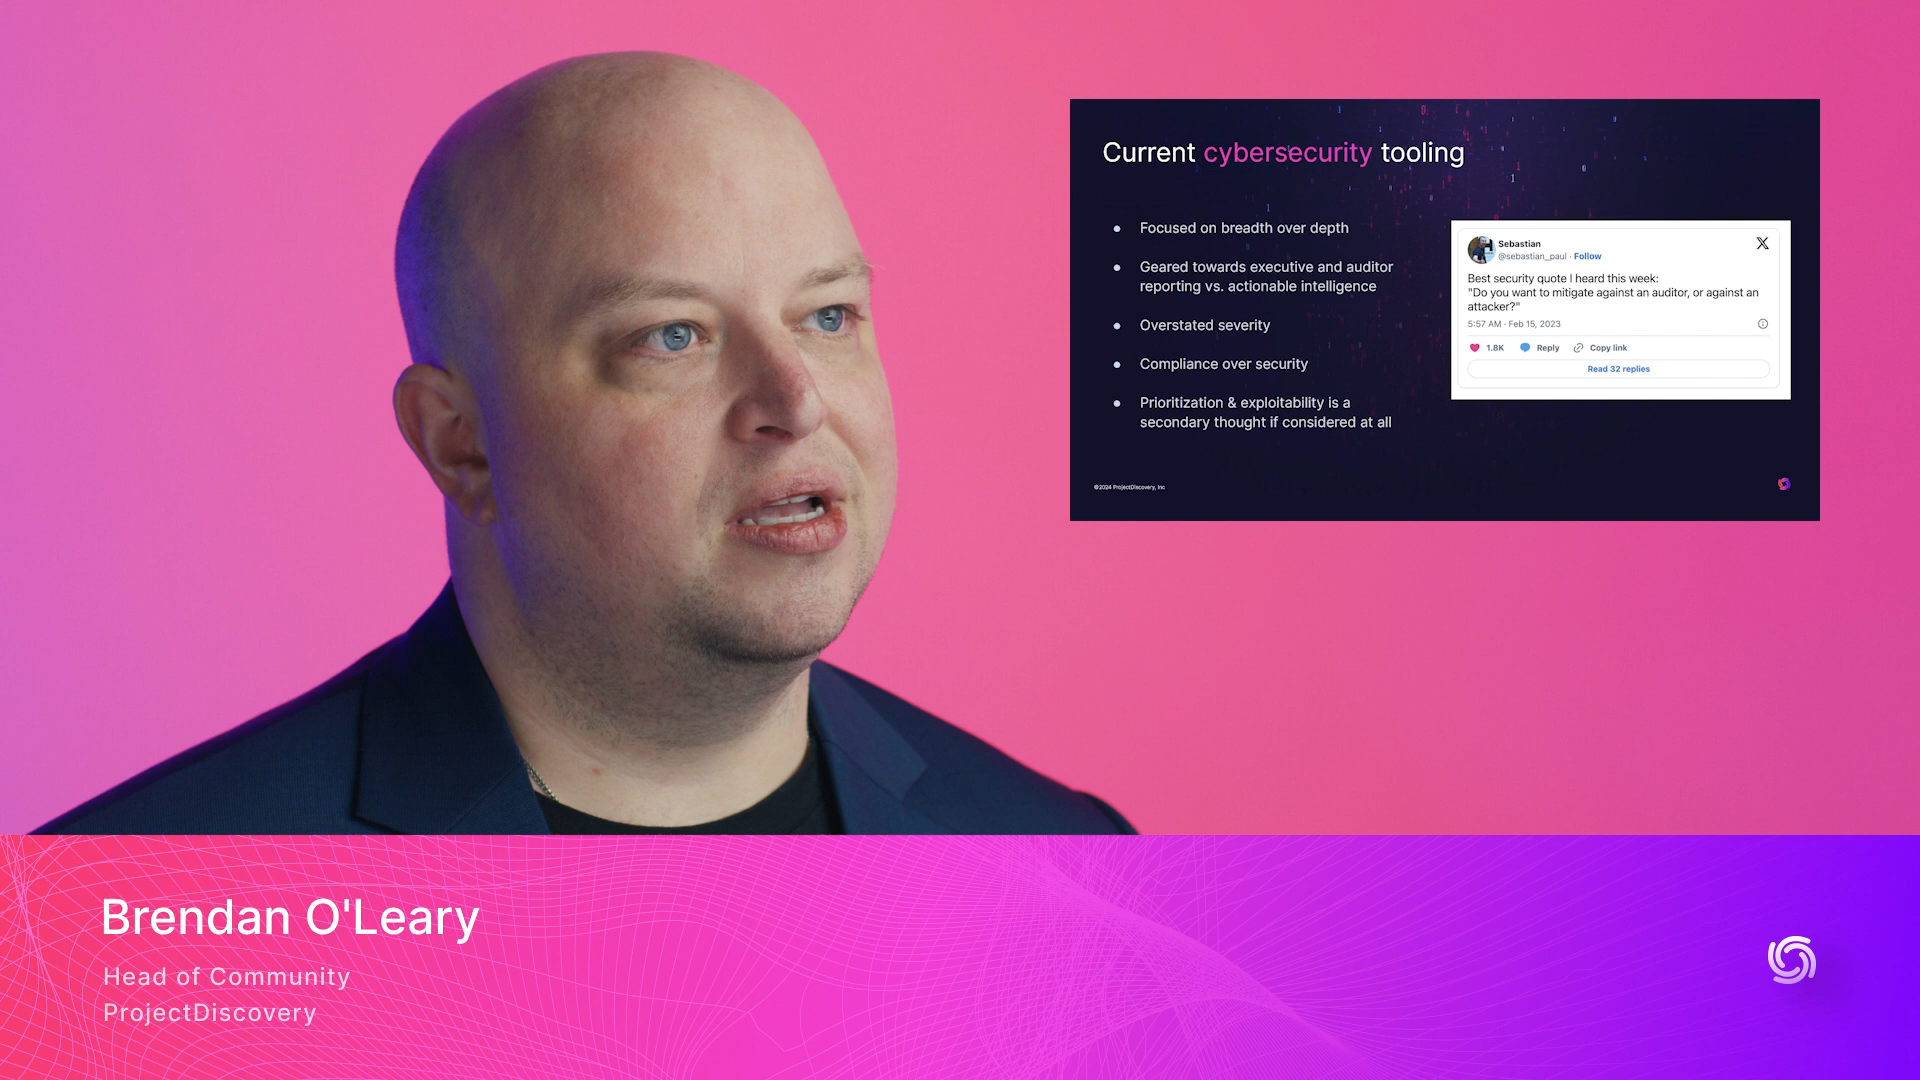 Current cybersecurity tooling
● Focused on breadth over depth
● Geared towards executive and auditor
reporting vs. actionable intelligence
● Overstated severity
● Compliance over security
● Prioritization & exploitability is a
secondary thought if considered at all
Sebastian
@sebastian_paul · Follow
Best security quote I heard this week:
"Do you want to mitigate against an auditor, or against an
attacker?"
5:57 AM · Feb 15, 2023
1.8K Reply Copy link
Read 32 replies
©2024 ProjectDiscovery, Inc
Brendan O'Leary
Head of Community
ProjectDiscovery